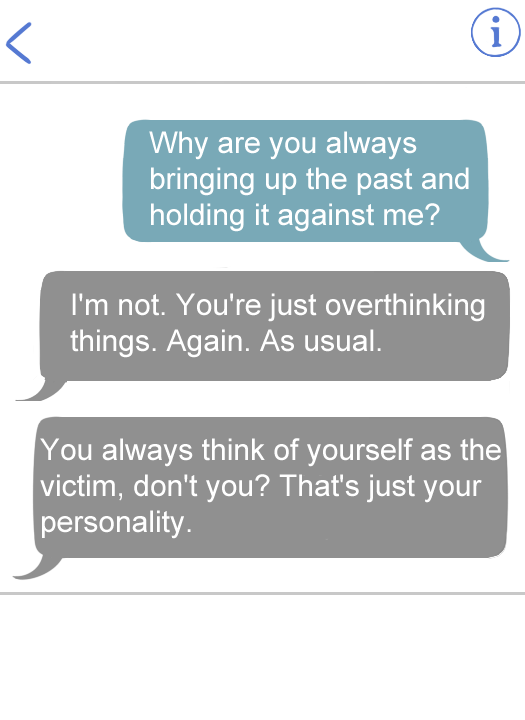 i
Why are you always
bringing up the past and
holding it against me?
I'm not. You're just overthinking
things. Again. As usual.
You always think of yourself as the
victim, don't you? That's just your
personality.